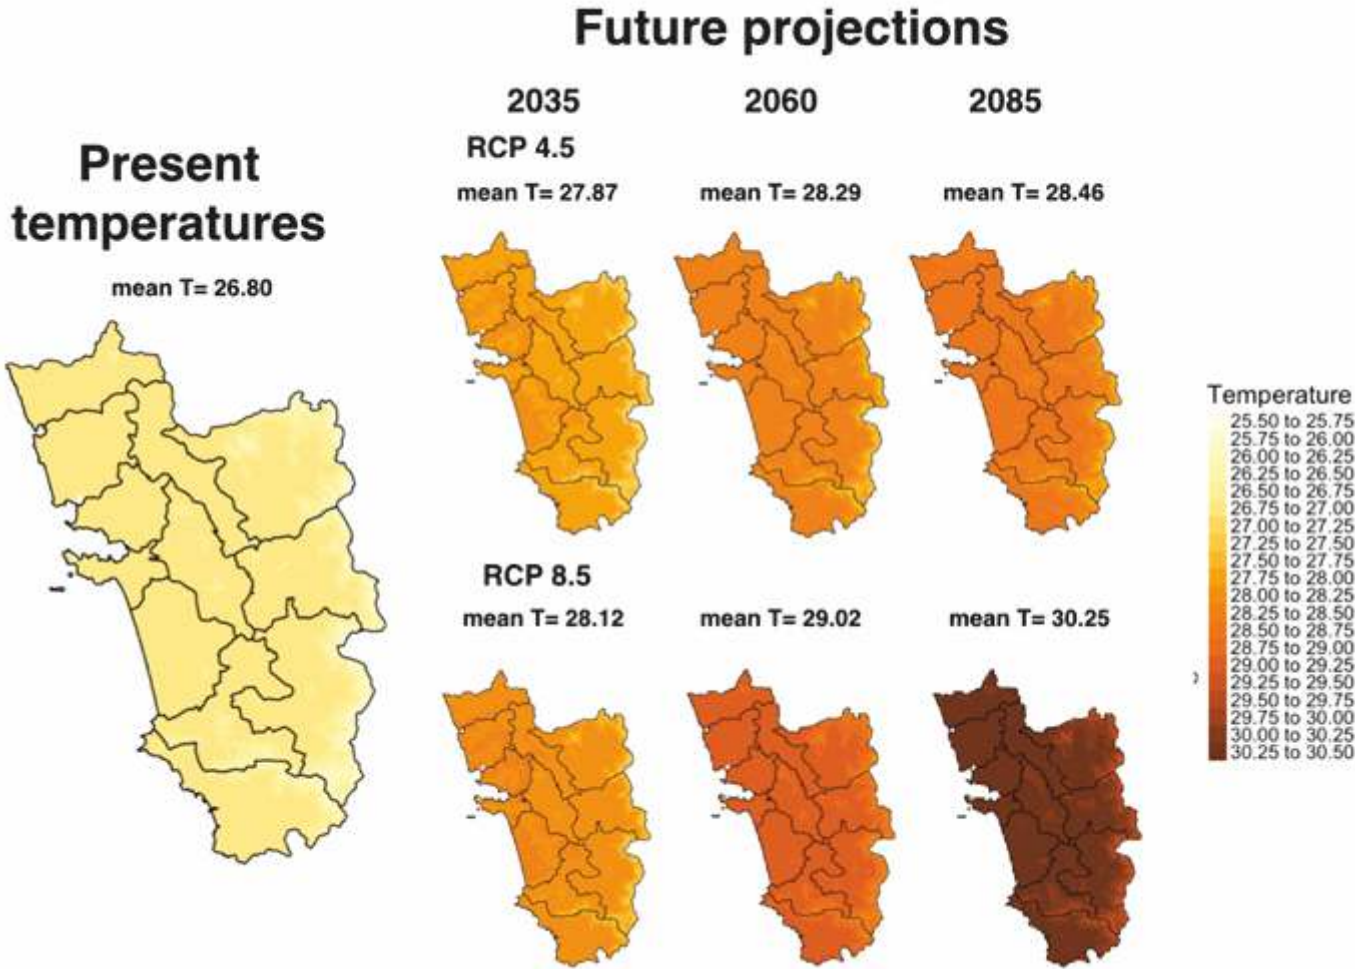 Future projections
2035 2060 2085
RCP 4.5
mean T= 27.87 mean T= 28.29 mean T= 28.46
Present
temperatures
mean T= 26.80
RCP 8.5
mean T= 28.12 mean T= 29.02 mean T= 30.25
Temperature
25.50 to 25.75
25.75 to 26.00
26.00 to 26.25
26.25 to 26.50
26.50 to 26.75
26.75 to 27.00
27.00 to 27.25
27.25 to 27.50
27.50 to 27.75
27.75 to 28.00
28.00 to 28.25
28.25 to 28.50
28.50 to 28.75
28.75 to 29.00
29.00 to 29.25
29.25 to 29.50
29.50 to 29.75
29.75 to 30.00
30.00 to 30.25
30.25 to 30.50